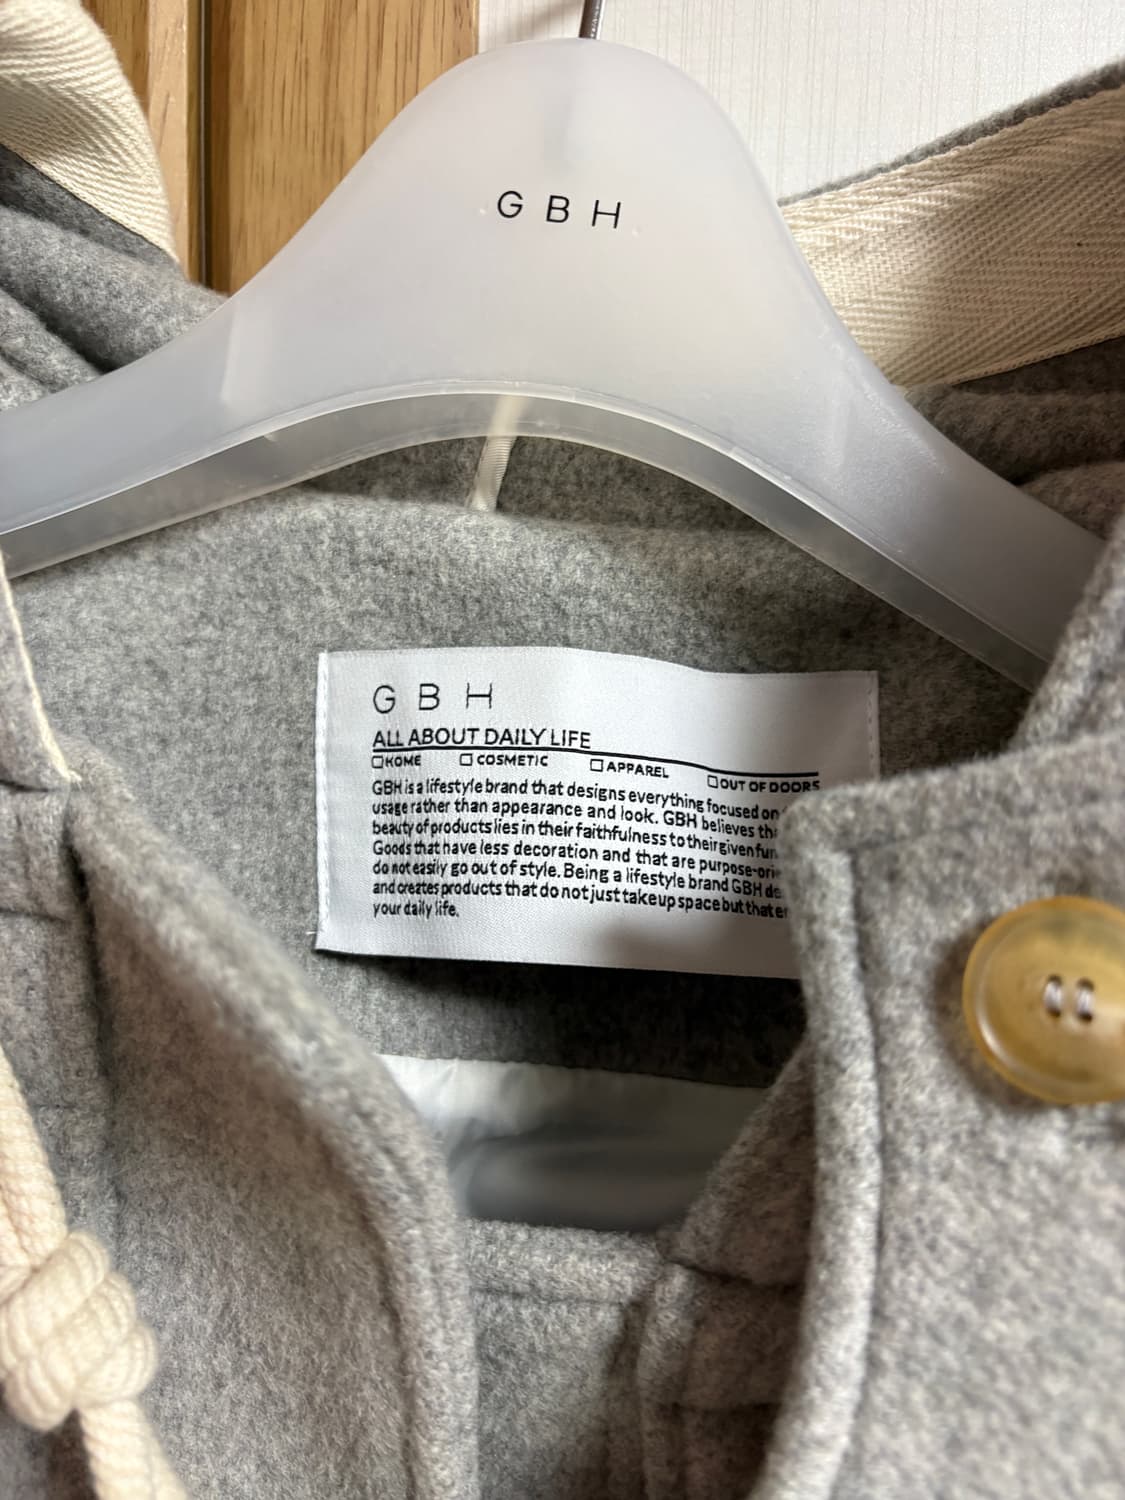 G B H
G B H
ALL ABOUT DAILY LIFE
☐HOME ☐COSMETIC ☐APPAREL ☐OUT OF DOORS
GBH is a lifestyle brand that designs everything focused on
usage rather than appearance and look. GBH believes
beauty of products lies in their faithfulness to their given
Goods that have less decoration and that are
do not easily go out of style. Being a lifestyle brand GBH
and creates products that do not just take up space but that
your daily life.